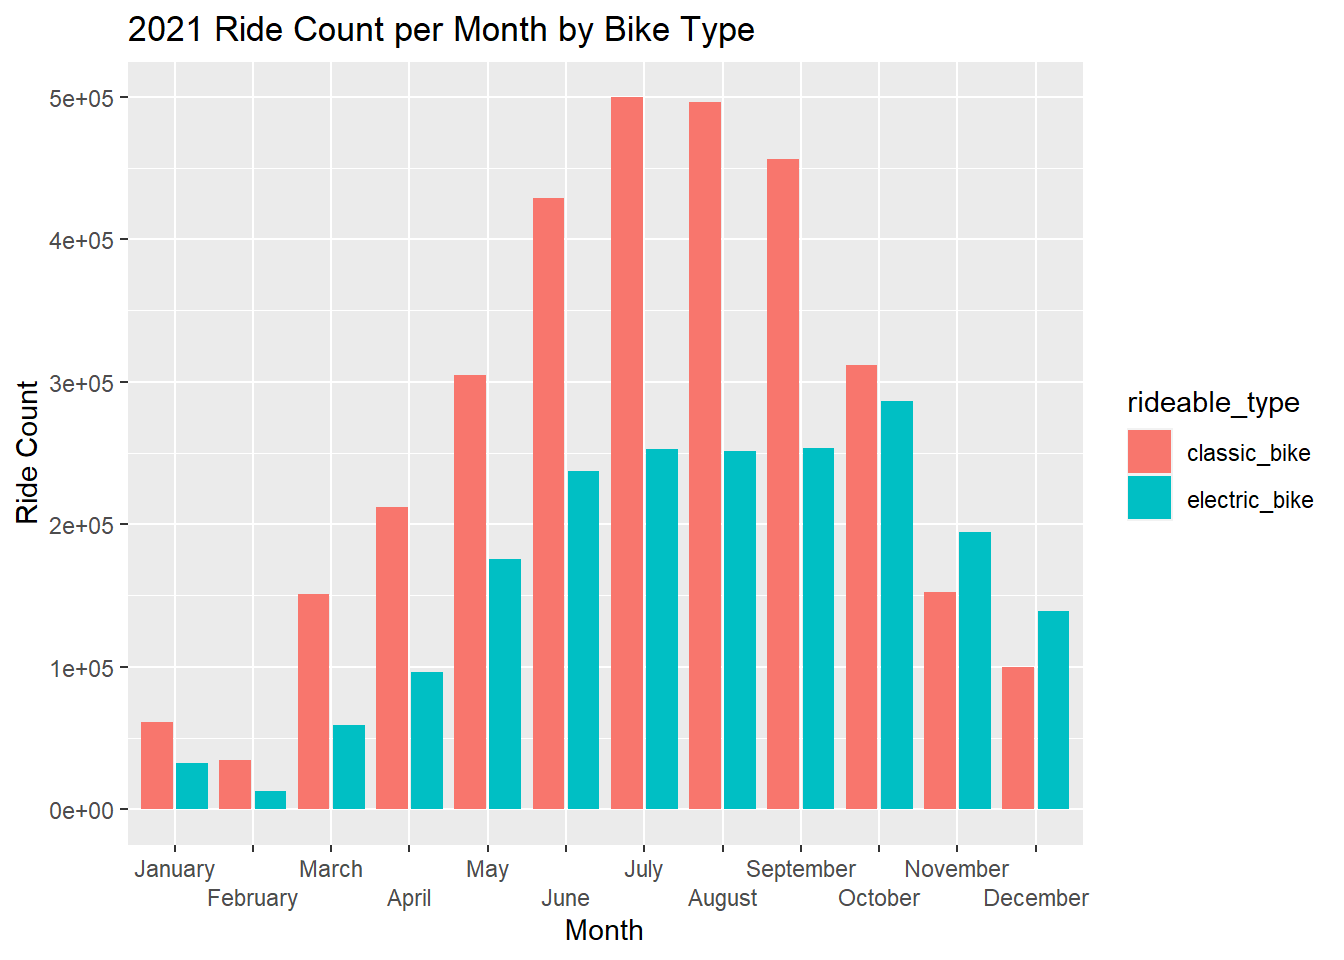 2021 Ride Count per Month by Bike Type
5e+05
4e+05
3e+05
2e+05
1e+05
0e+00
Ride Count
January March May July September November
February April June August October December
Month
rideable_type
classic_bike
electric_bike